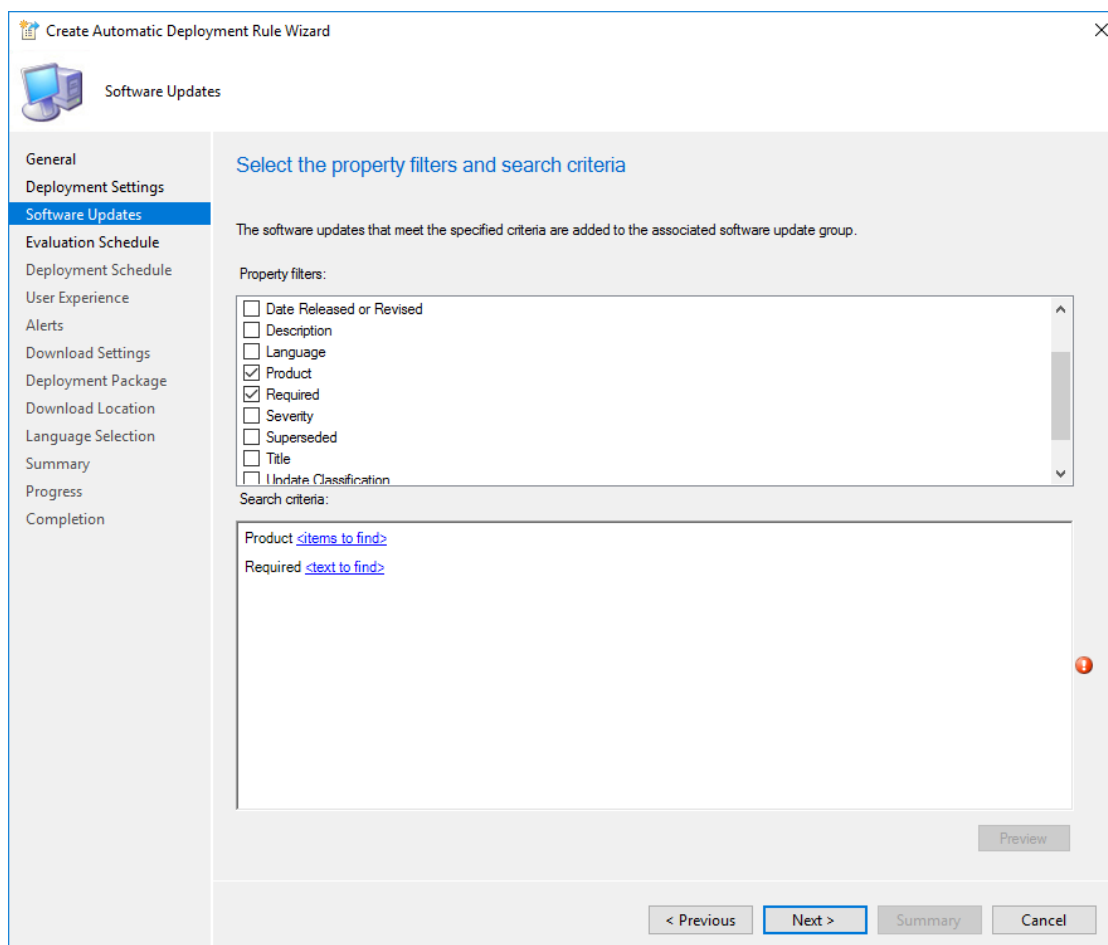 Create Automatic Deployment Rule Wizard
Software Updates
General
Deployment Settings
Software Updates
Evaluation Schedule
Deployment Schedule
User Experience
Alerts
Download Settings
Deployment Package
Download Location
Language Selection
Summary
Progress
Completion
Select the property filters and search criteria
The software updates that meet the specified criteria are added to the associated software update group.
Property filters:
Date Released or Revised
Description
Language
Product
Required
Severity
Superseded
Title
Update Classification
Search criteria:
Product <items to find>
Required <text to find>
Preview
< Previous
Next >
Summary
Cancel